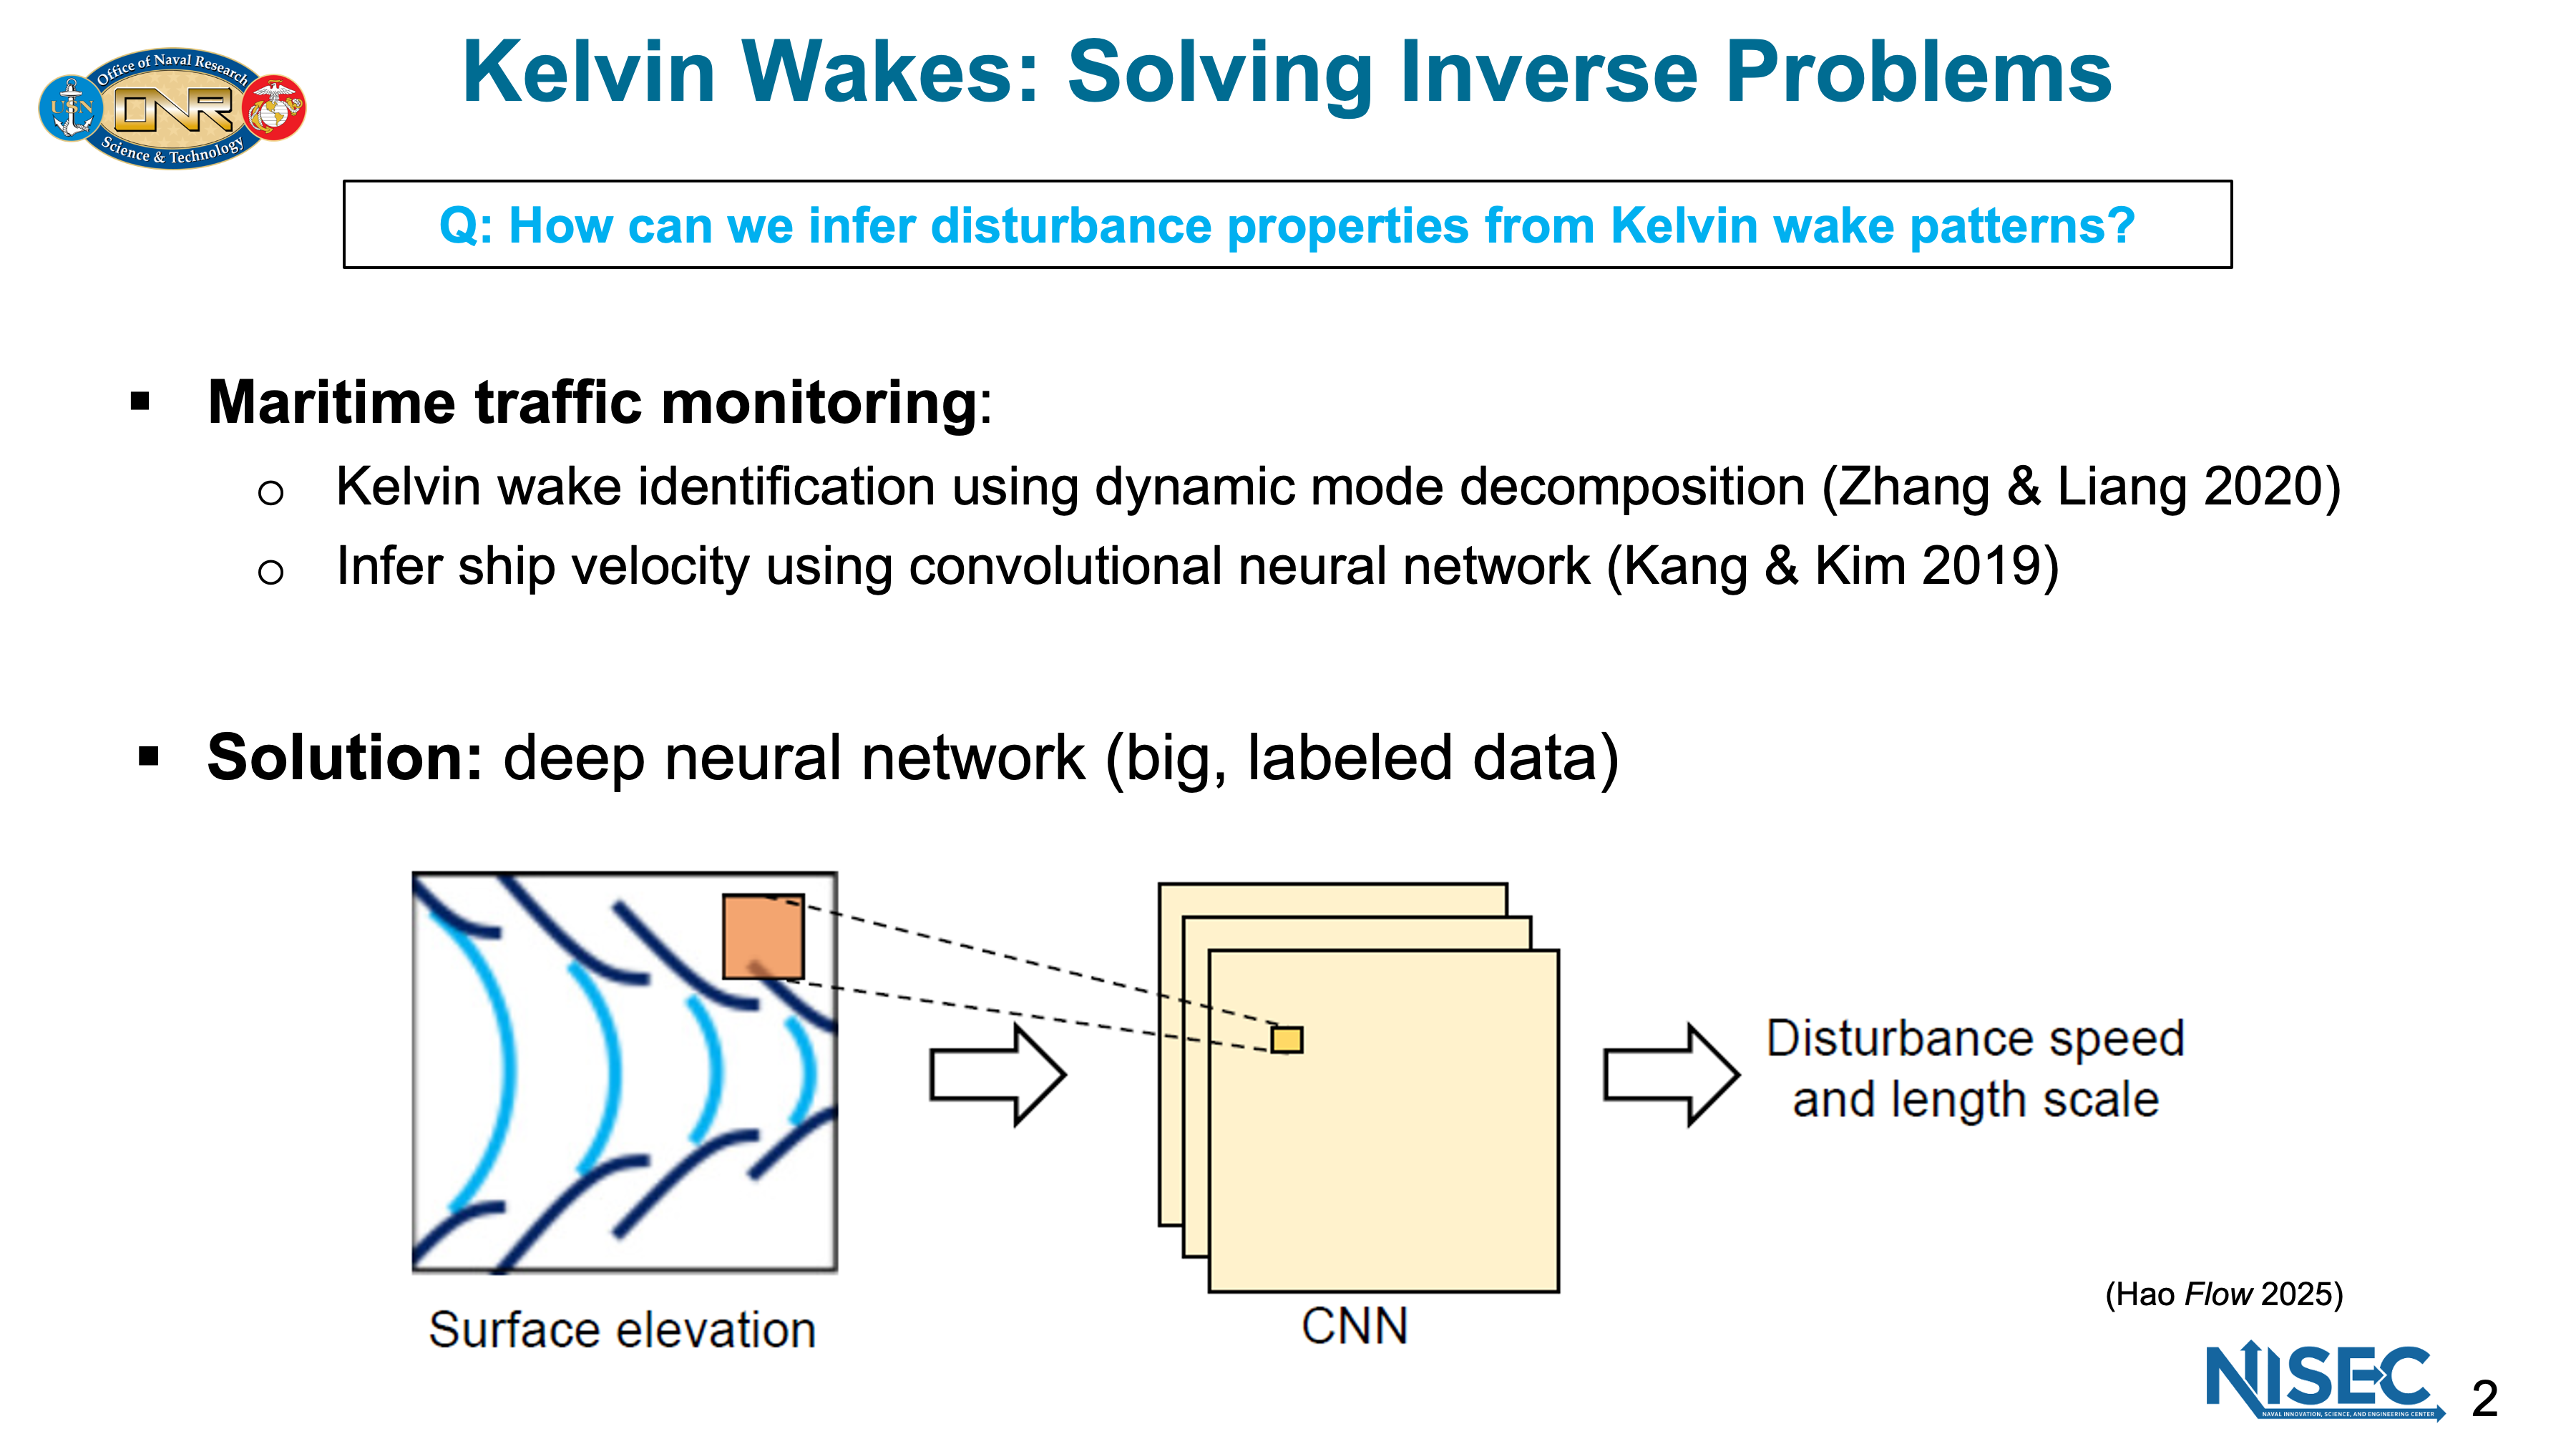 Office of Naval Research
USN
ONR
Science & Technology
Kelvin Wakes: Solving Inverse Problems
Q: How can we infer disturbance properties from Kelvin wake patterns?
▪ Maritime traffic monitoring:
o Kelvin wake identification using dynamic mode decomposition (Zhang & Liang 2020)
o Infer ship velocity using convolutional neural network (Kang & Kim 2019)
▪ Solution: deep neural network (big, labeled data)
Disturbance speed
and length scale
Surface elevation
CNN
(Hao Flow 2025)
NISEC
NAVAL INNOVATION, SCIENCE, AND ENGINEERING CENTER
2